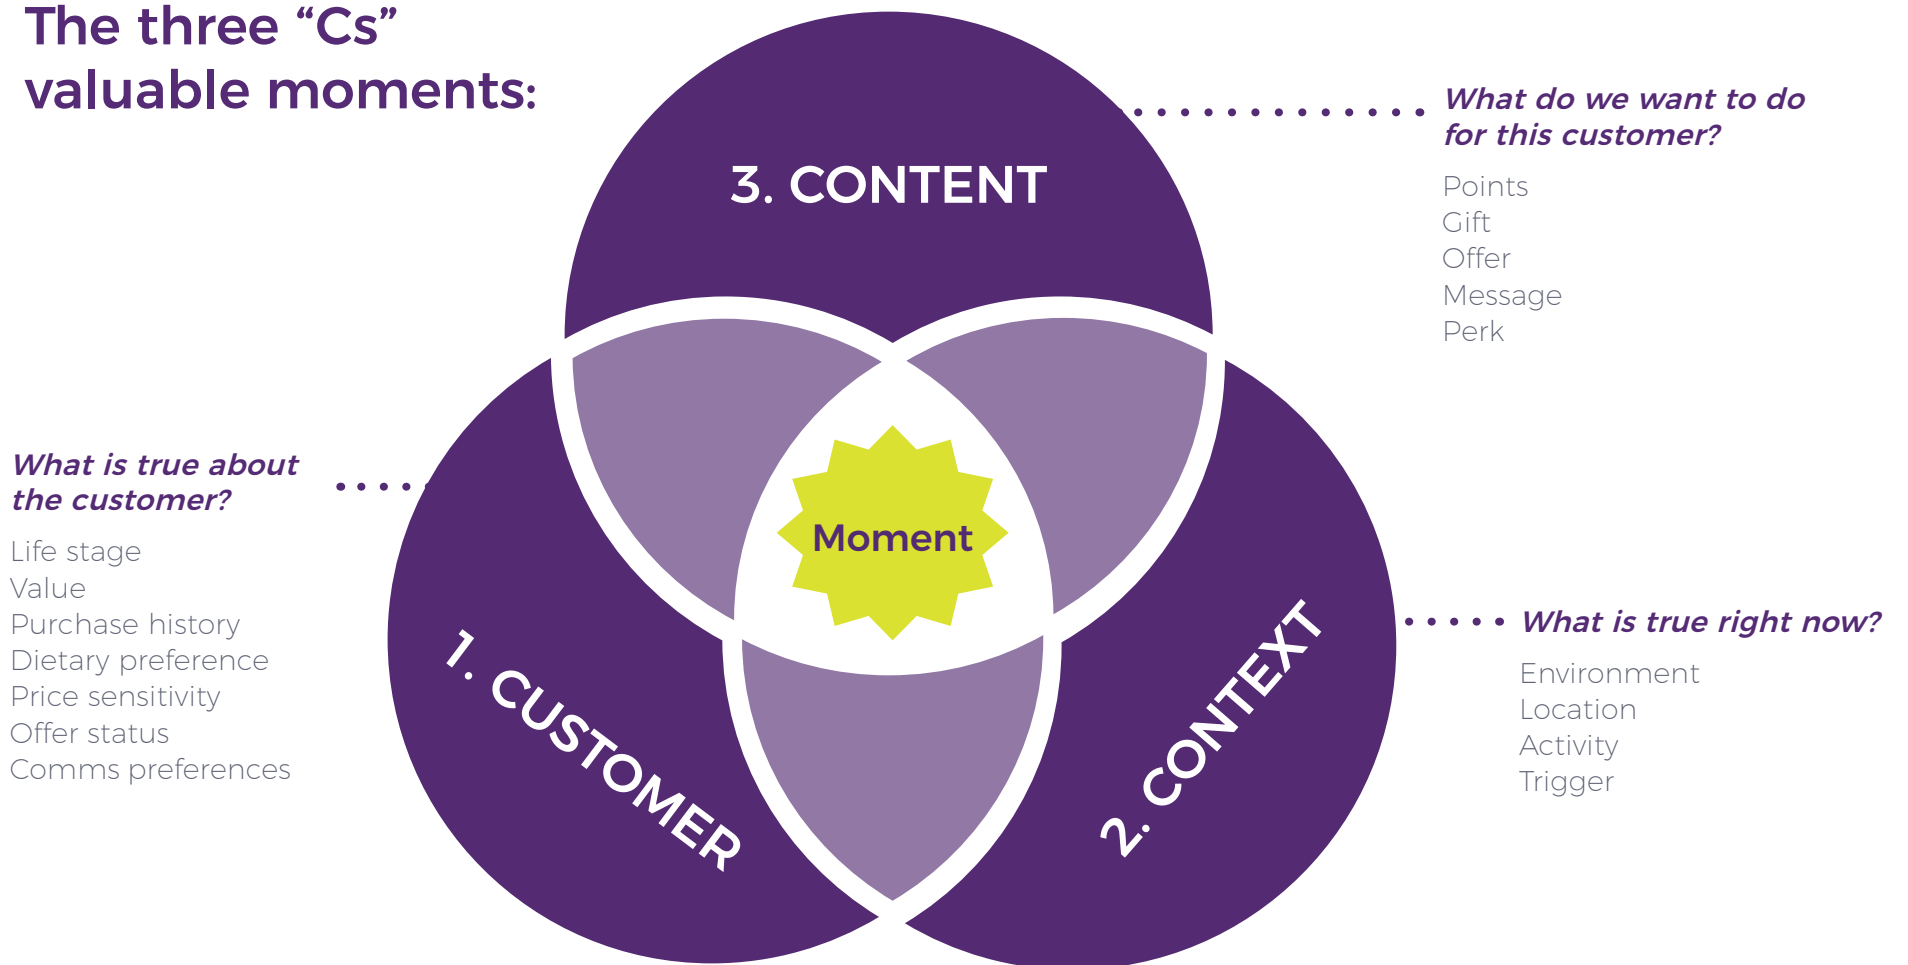 The three “Cs”
valuable moments:
3. CONTENT
What do we want to do
for this customer?
Points
Gift
Offer
Message
Perk
What is true about
the customer?
Life stage
Value
Purchase history
Dietary preference
Price sensitivity
Offer status
Comms preferences
Moment
1. CUSTOMER
2. CONTEXT
What is true right now?
Environment
Location
Activity
Trigger